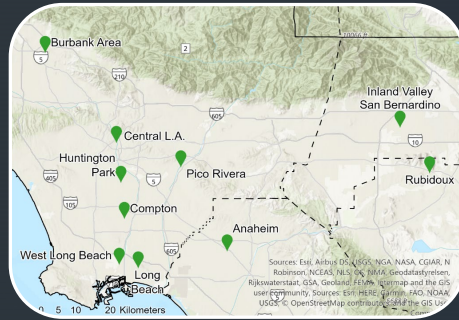 Burbank Area
5
2
210
605
Inland Valley
San Bernardino
Central L.A.
10
Huntington
Park
Pico Rivera
Rubidoux
405
5
105
Compton
Anaheim
West Long Beach
605
Long
Beach
Sources: Esri, Airbus DS, USGS, NGA, NASA, CGIAR, N
Robinson, NCEAS, NLS, OS, NMA, Geodatastyrelsen,
Rijkswaterstaat, GSA, Geoland, FEMA, Intermap and the GIS
user community, Sources: Esri, HERE, Garmin, FAO, NOAA,
USGS, © OpenStreetMap contributors, and the GIS Us
0 5 10 20 Kilometers